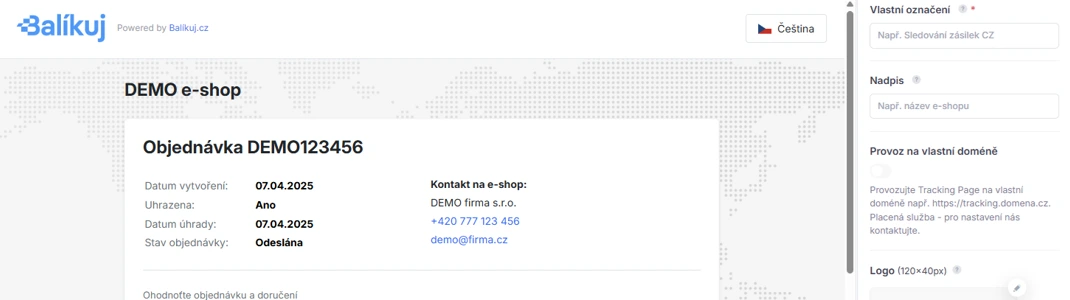 Balíkuj
Powered by Balikuj.cz
Čeština
DEMO e-shop
Objednávka DEMO123456
Datum vytvoření: 07.04.2025
Uhrazena: Ano
Datum úhrady: 07.04.2025
Stav objednávky: Odeslána
Kontakt na e-shop:
DEMO firma s.r.o.
+420 777 123 456
demo@firma.cz
Ohodnoťte objednávku a doručení
Vlastní označení ? *
Např. Sledování zásilek CZ
Nadpis ?
Např. název e-shopu
Provoz na vlastní doméně
Provozujte Tracking Page na vlastní
doméně např. https://tracking.domena.cz.
Placená služba - pro nastavení nás
kontaktujte.
Logo (120×40px) ?